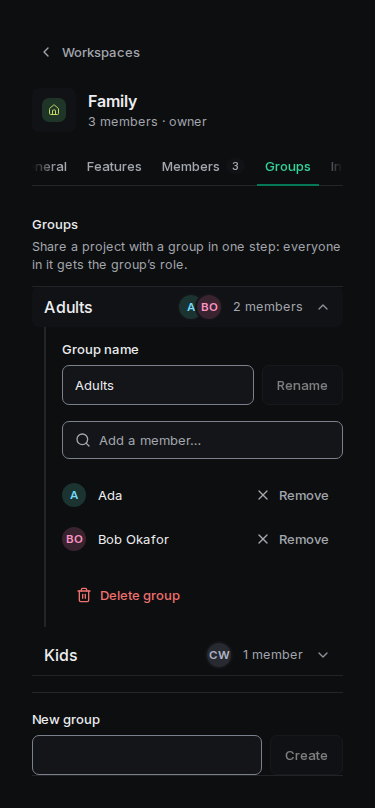 Workspaces
Family
3 members · owner
neral Features Members 3 Groups In
Groups
Share a project with a group in one step: everyone
in it gets the group's role.
Adults A BO 2 members
Group name
Adults Rename
Add a member...
A Ada Remove
BO Bob Okafor Remove
Delete group
Kids CW 1 member
New group
Create